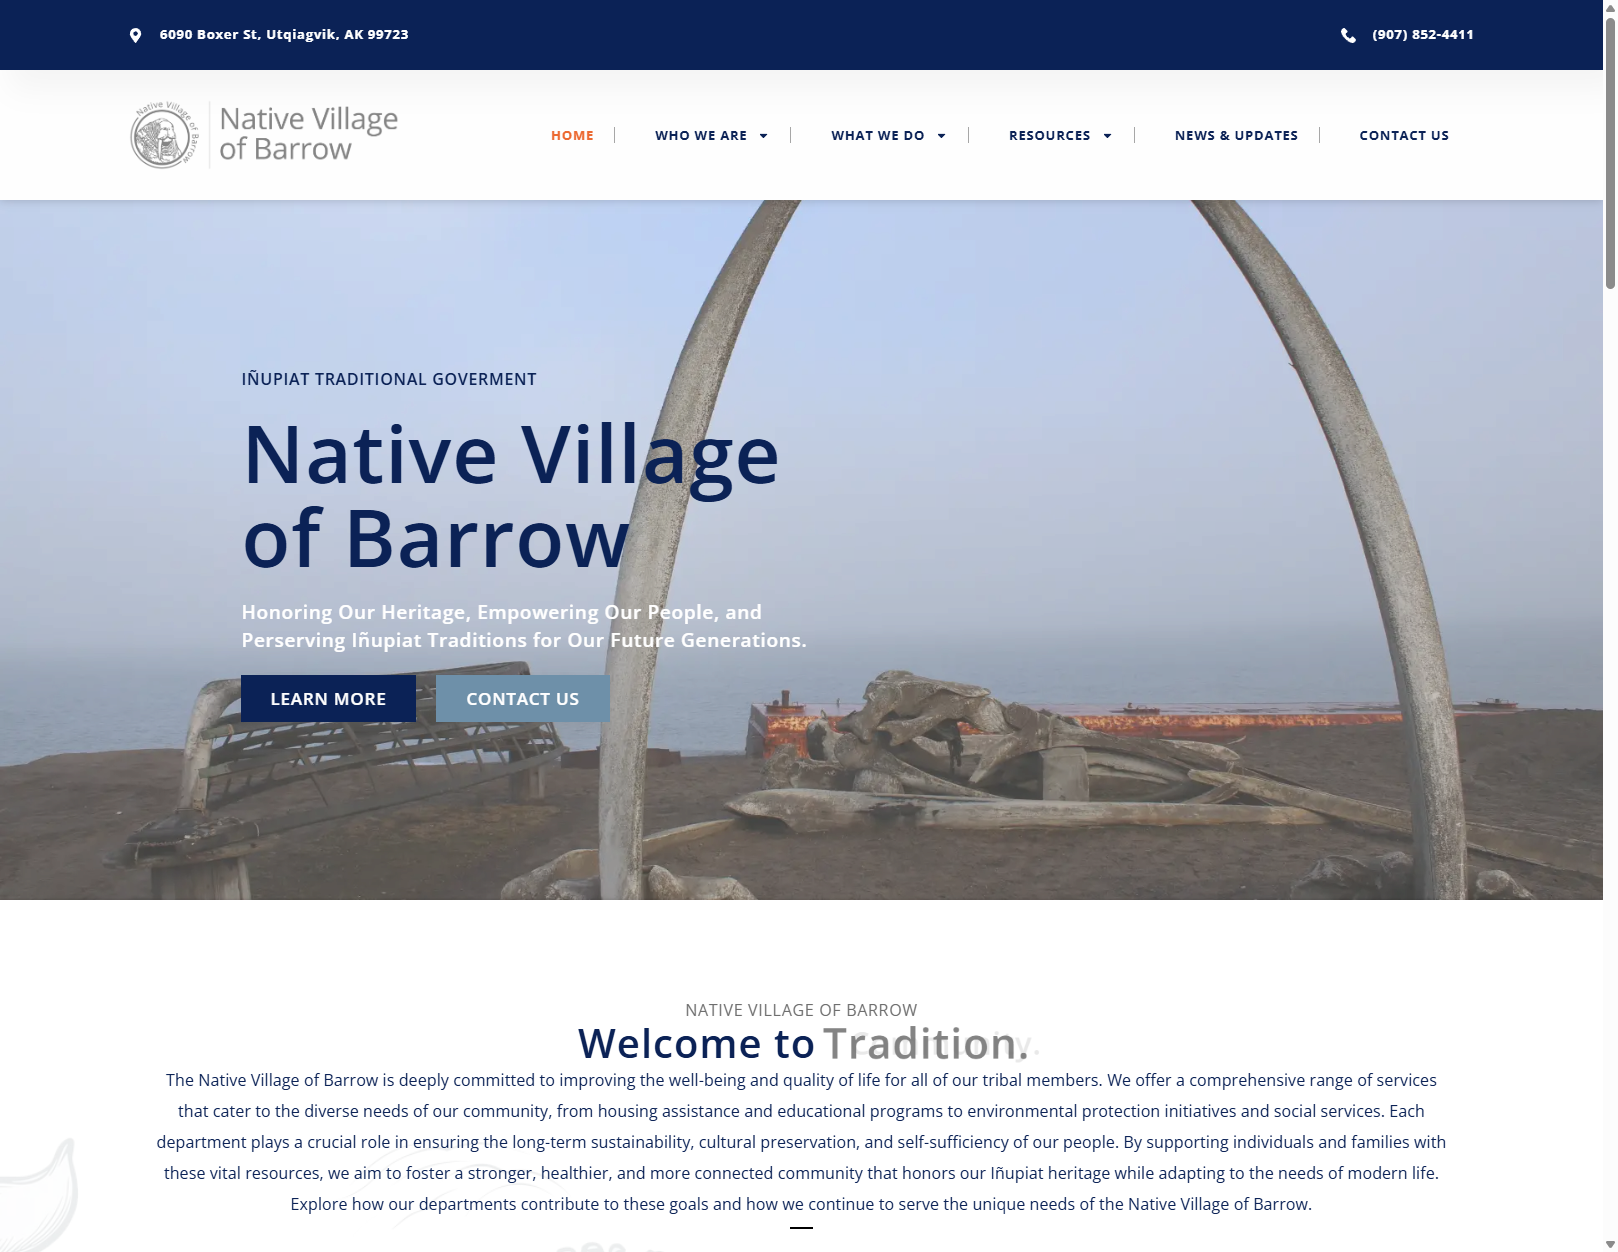 6090 Boxer St, Utqiagvik, AK 99723
(907) 852-4411
Native Village of Barrow
Native Village
of Barrow
HOME
WHO WE ARE
WHAT WE DO
RESOURCES
NEWS & UPDATES
CONTACT US
IÑUPIAT TRADITIONAL GOVERMENT
Native Village
of Barrow
Honoring Our Heritage, Empowering Our People, and
Perserving Iñupiat Traditions for Our Future Generations.
LEARN MORE
CONTACT US
NATIVE VILLAGE OF BARROW
Welcome to Tradition.
The Native Village of Barrow is deeply committed to improving the well-being and quality of life for all of our tribal members. We offer a comprehensive range of services
that cater to the diverse needs of our community, from housing assistance and educational programs to environmental protection initiatives and social services. Each
department plays a crucial role in ensuring the long-term sustainability, cultural preservation, and self-sufficiency of our people. By supporting individuals and families with
these vital resources, we aim to foster a stronger, healthier, and more connected community that honors our Iñupiat heritage while adapting to the needs of modern life.
Explore how our departments contribute to these goals and how we continue to serve the unique needs of the Native Village of Barrow.